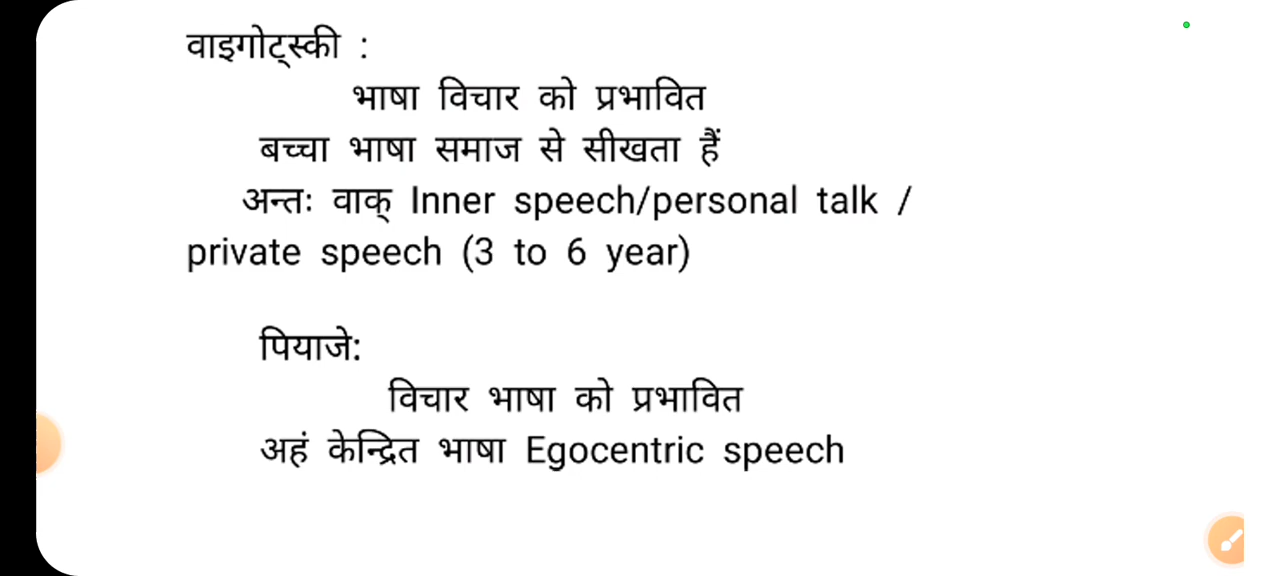 वाइगोट्स्की :
भाषा विचार को प्रभावित
बच्चा भाषा समाज से सीखता हैं
अन्तः वाक् Inner speech/personal talk /
private speech (3 to 6 year)
पियाजे:
विचार भाषा को प्रभावित
अहं केन्द्रित भाषा Egocentric speech